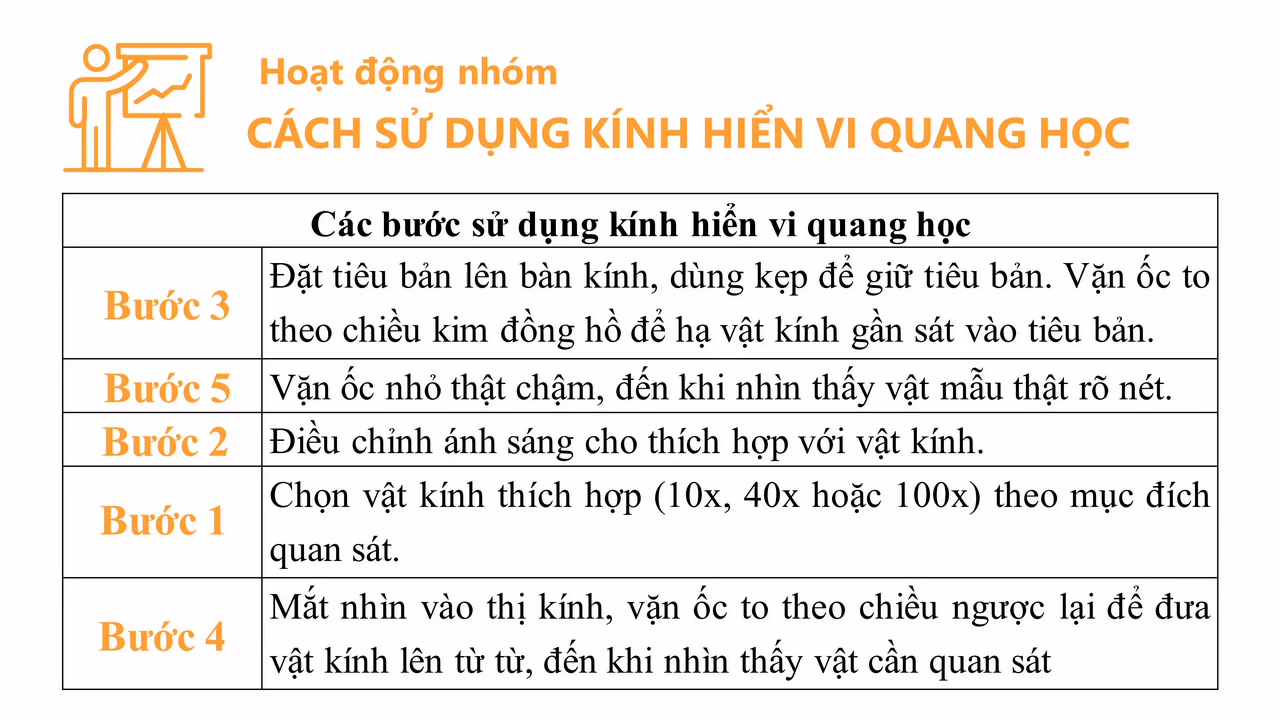 Hoạt động nhóm
CÁCH SỬ DỤNG KÍNH HIỂN VI QUANG HỌC
Các bước sử dụng kính hiển vi quang học
Bước 3
Đặt tiêu bản lên bàn kính, dùng kẹp để giữ tiêu bản. Vặn ốc to
theo chiều kim đồng hồ để hạ vật kính gần sát vào tiêu bản.
Bước 5
Vặn ốc nhỏ thật chậm, đến khi nhìn thấy vật mẫu thật rõ nét.
Bước 2
Điều chỉnh ánh sáng cho thích hợp với vật kính.
Bước 1
Chọn vật kính thích hợp (10x, 40x hoặc 100x) theo mục đích
quan sát.
Bước 4
Mắt nhìn vào thị kính, vặn ốc to theo chiều ngược lại để đưa
vật kính lên từ từ, đến khi nhìn thấy vật cần quan sát